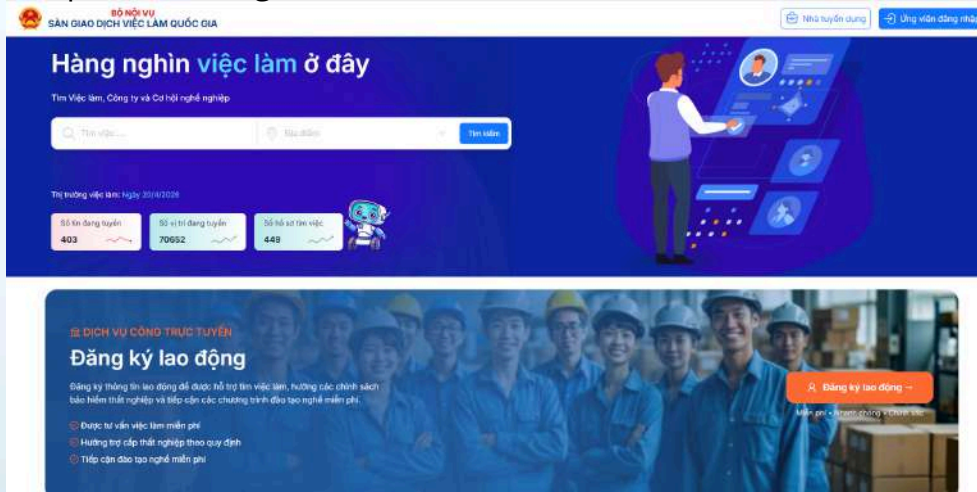 BỘ NỘI VỤ
SÀN GIAO DỊCH VIỆC LÀM QUỐC GIA
Nhà tuyển dụng
Ứng viên đăng nhập
Hàng nghìn việc làm ở đây
Tìm Việc làm, Công ty và Cơ hội nghề nghiệp
Tìm việc.....
Địa điểm
Tìm kiếm
Thị trường việc làm: Ngày 20/4/2026
Số tin đang tuyển
403
Số vị trí đang tuyển
70652
Số hồ sơ tìm việc
449
DỊCH VỤ CÔNG TRỰC TUYẾN
Đăng ký lao động
Đăng ký thông tin lao động để được hỗ trợ tìm việc làm, hưởng các chính sách
bảo hiểm thất nghiệp và tiếp cận các chương trình đào tạo nghề miễn phí.
Được tư vấn việc làm miễn phí
Hưởng trợ cấp thất nghiệp theo quy định
Tiếp cận đào tạo nghề miễn phí
Đăng ký lao động →
Miễn phí • Nhanh chóng • Chính xác